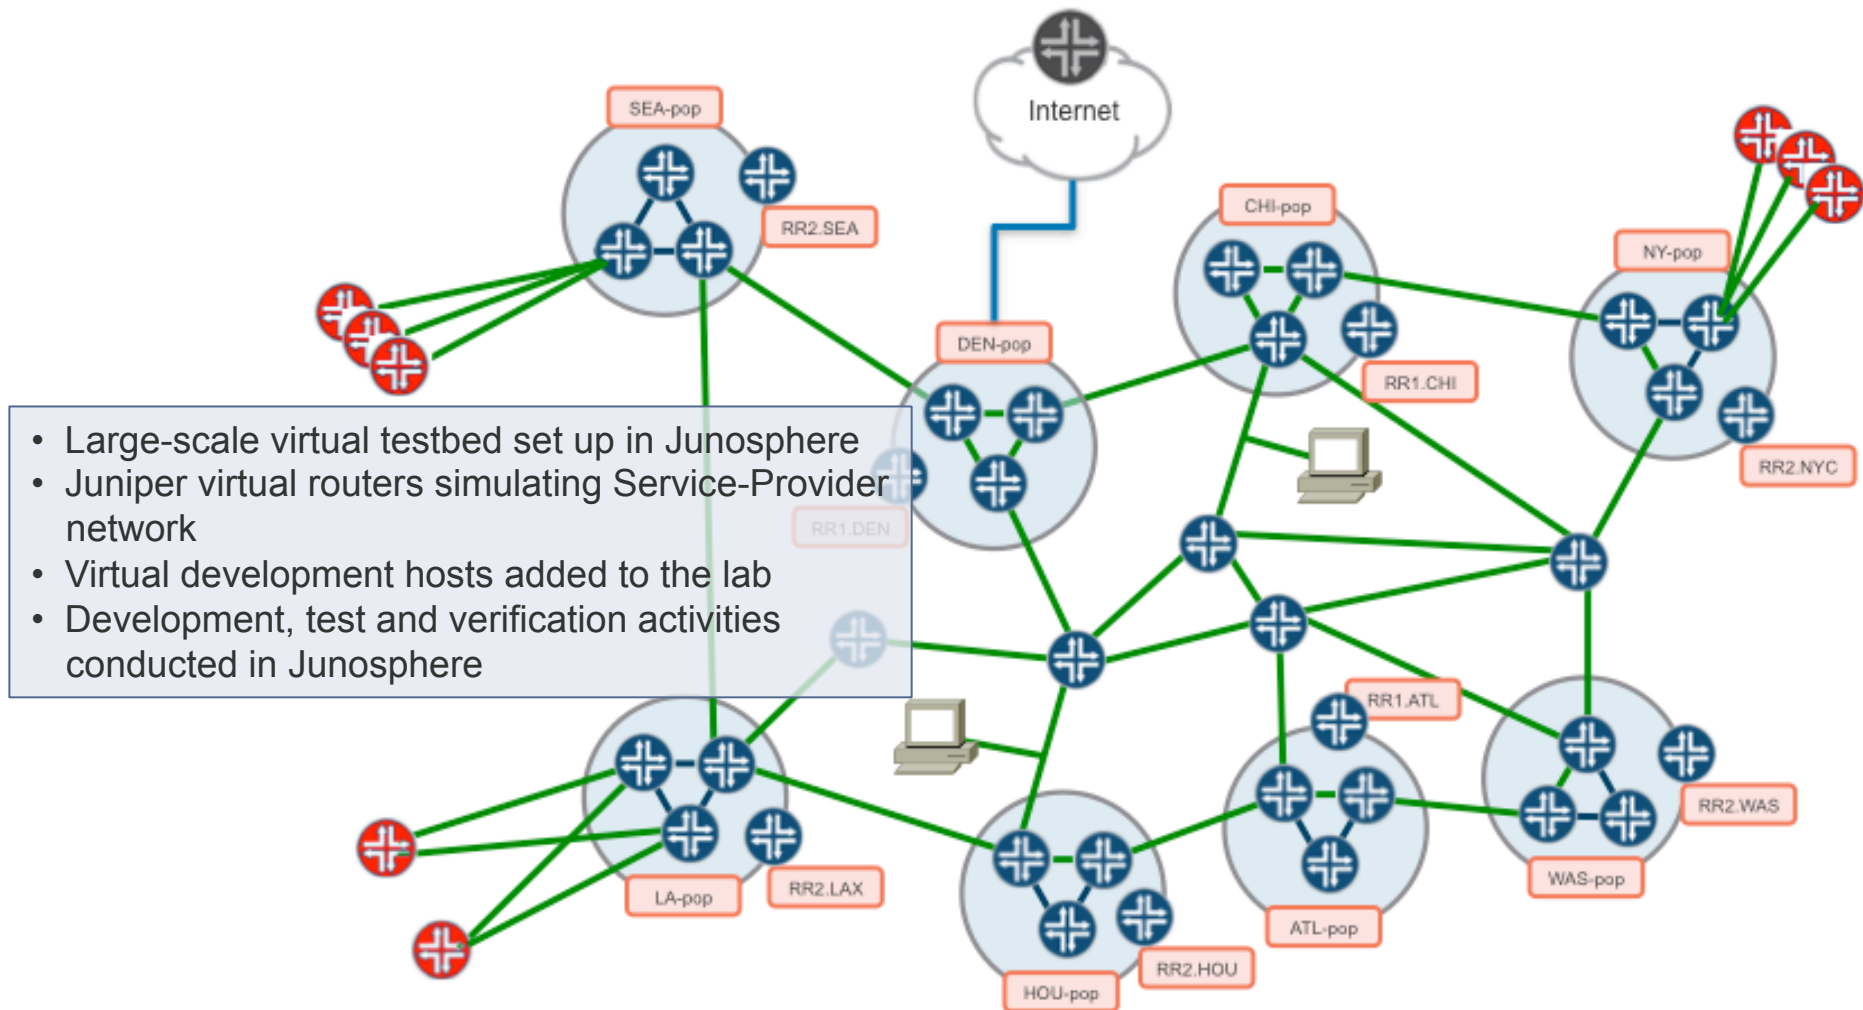 Internet
SEA-pop
RR2.SEA
CHI-pop
RR1.CHI
NY-pop
RR2.NYC
DEN-pop
RR1.DEN
• Large-scale virtual testbed set up in Junosphere
• Juniper virtual routers simulating Service-Provider
network
• Virtual development hosts added to the lab
• Development, test and verification activities
conducted in Junosphere
RR1.ATL
RR2.WAS
WAS-pop
LA-pop
RR2.LAX
ATL-pop
RR2.HOU
HOU-pop